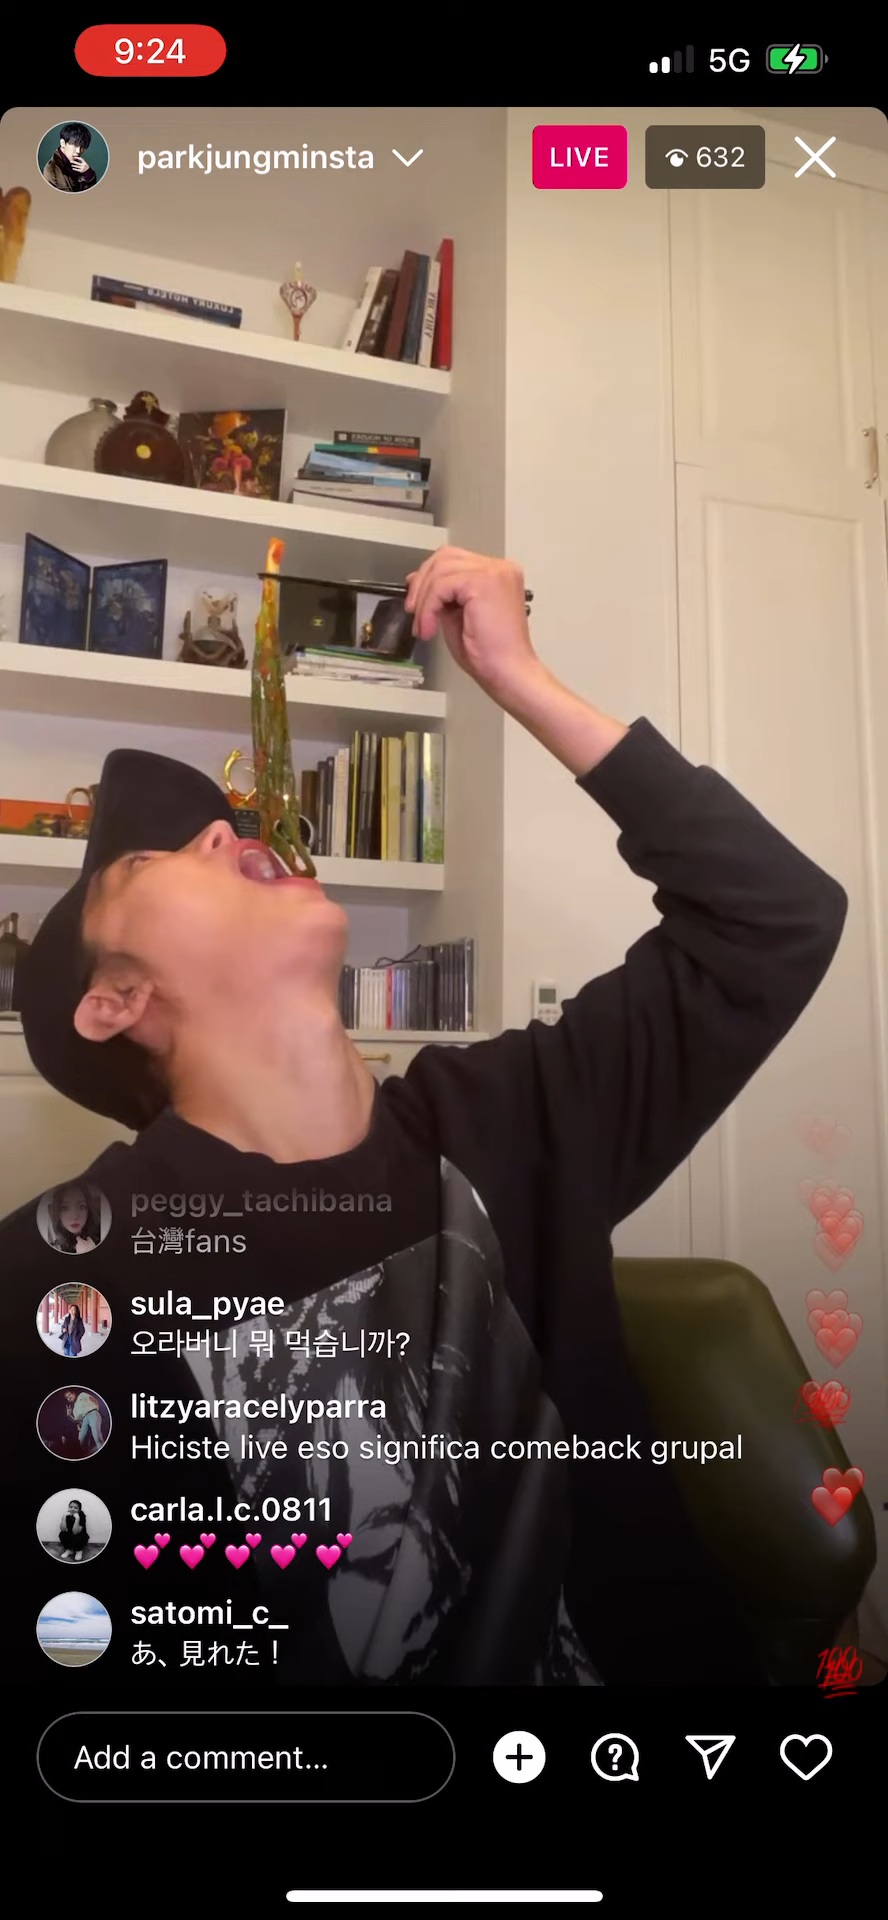 9:24
5G
parkjungminsta
LIVE
632
peggy_tachibana
台灣fans
sula_pyae
오라버니 뭐 먹습니까?
litzyaracelyparra
Hiciste live eso significa comeback grupal
carla.l.c.0811
💕 💕 💕 💕 💕
satomi_c_
あ、見れた！
Add a comment...